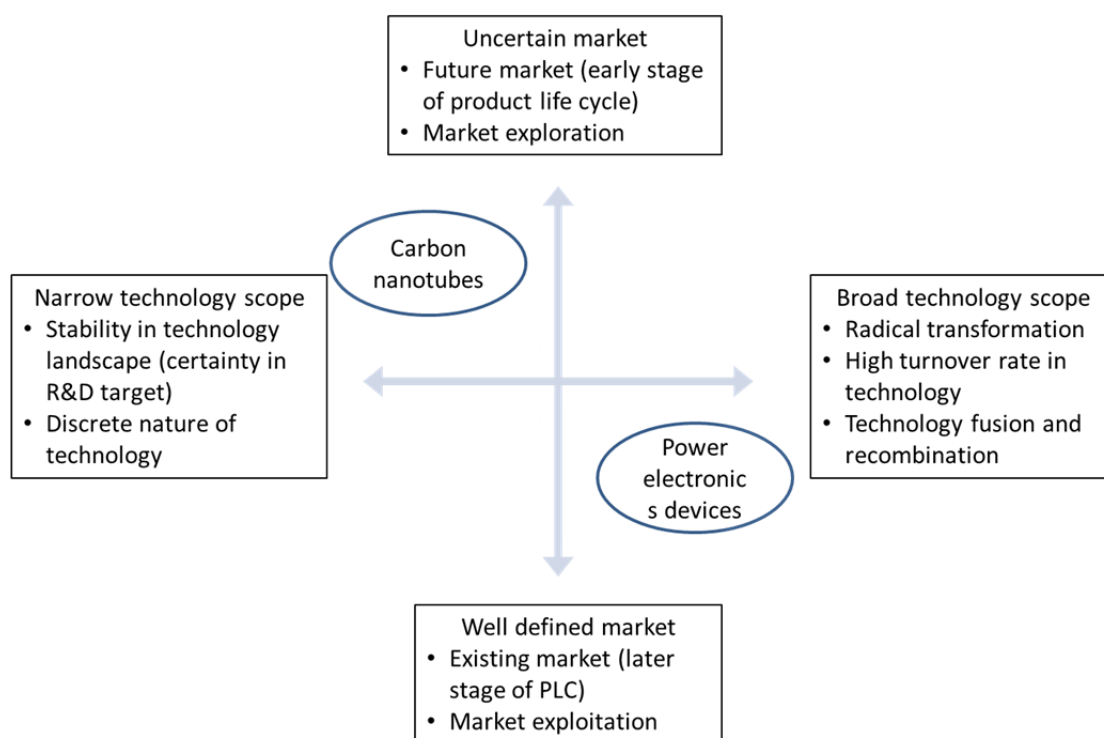 Uncertain market
• Future market (early stage
of product life cycle)
• Market exploration
Carbon
nanotubes
Narrow technology scope
• Stability in technology
landscape (certainty in
R&D target)
• Discrete nature of
technology
Broad technology scope
• Radical transformation
• High turnover rate in
technology
• Technology fusion and
recombination
Power
electronic
s devices
Well defined market
• Existing market (later
stage of PLC)
• Market exploitation